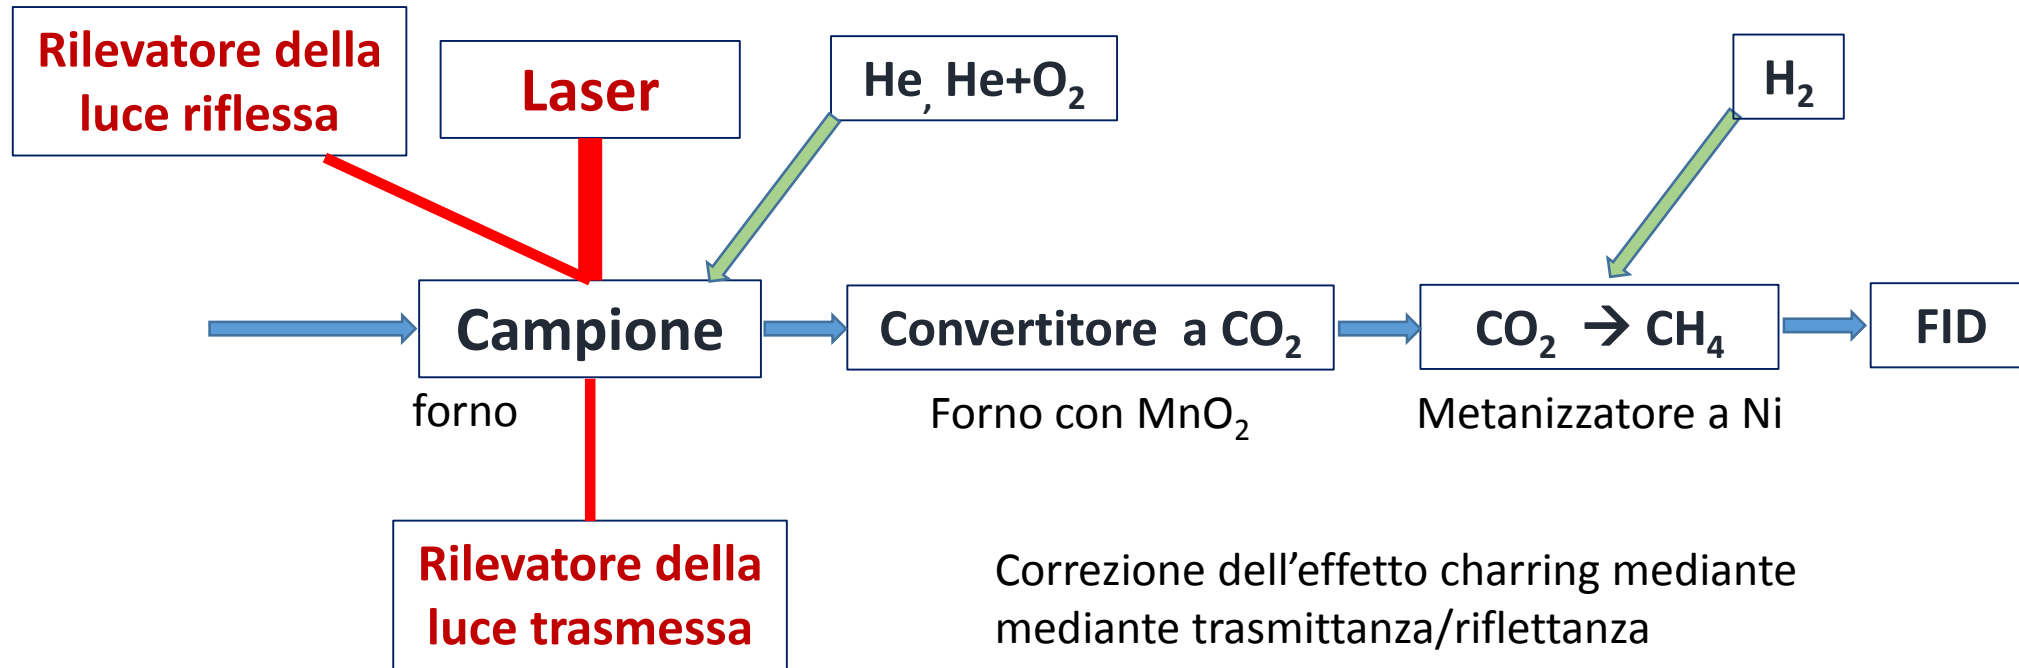 Rilevatore della
luce riflessa
Laser
He, He+O₂
H₂
Campione
Convertitore a CO₂
CO₂ → CH₄
FID
forno
Forno con MnO₂
Metanizzatore a Ni
Rilevatore della
luce trasmessa
Correzione dell’effetto charring mediante
mediante trasmittanza/riflettanza